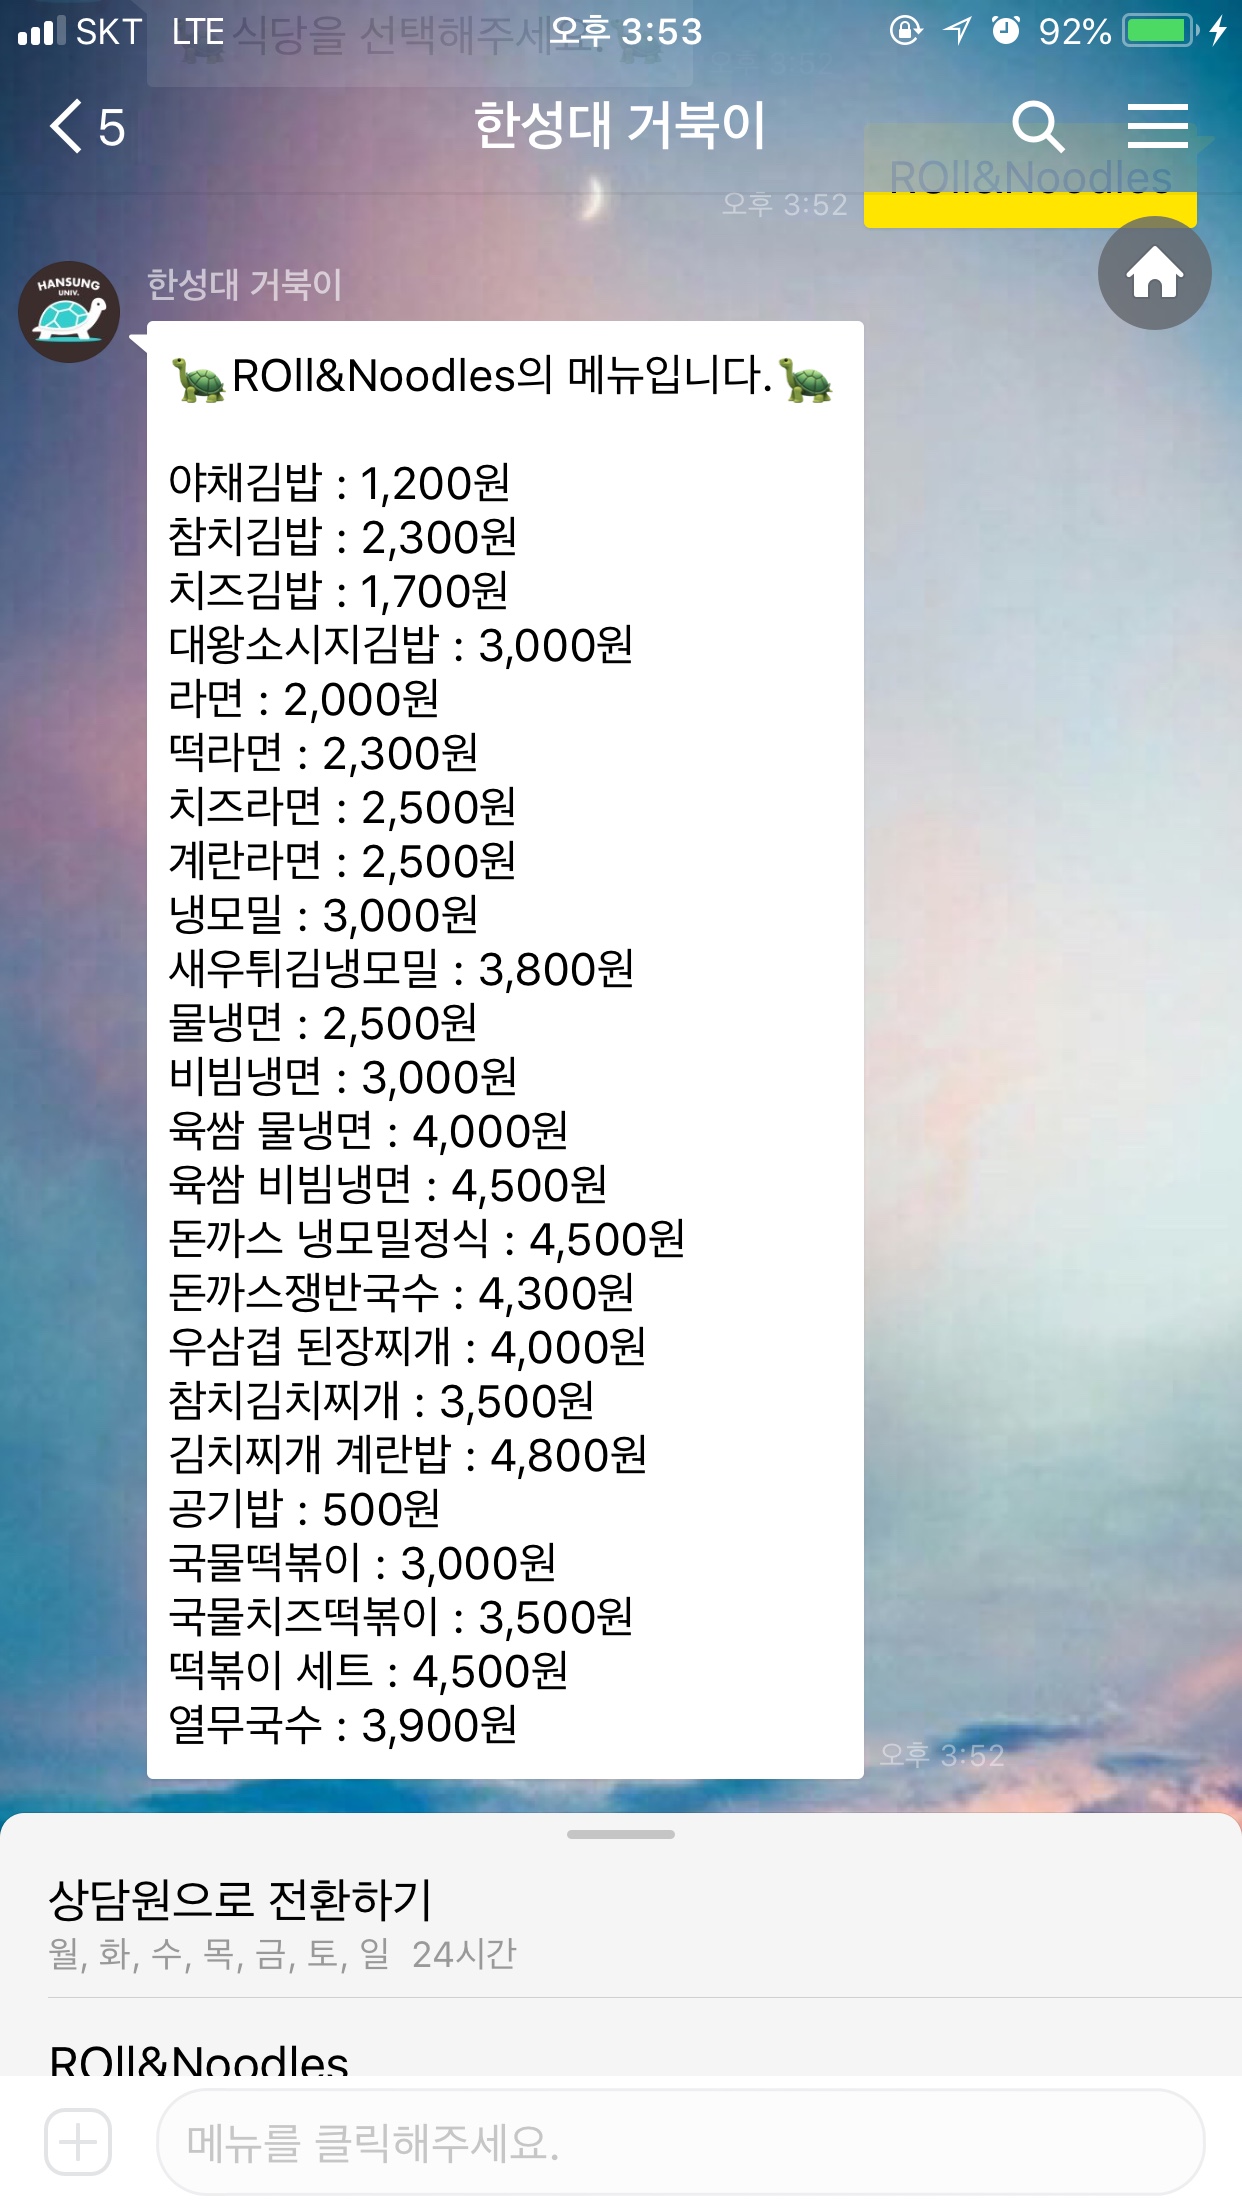 SKT LTE 오후 3:53 92%
식당을 선택해주세요.
오후 3:52
5 한성대 거북이
ROll&Noodles
오후 3:52
한성대 거북이
HANSUNG
UNIV.
🐢ROll&Noodles의 메뉴입니다.🐢
야채김밥 : 1,200원
참치김밥 : 2,300원
치즈김밥 : 1,700원
대왕소시지김밥 : 3,000원
라면 : 2,000원
떡라면 : 2,300원
치즈라면 : 2,500원
계란라면 : 2,500원
냉모밀 : 3,000원
새우튀김냉모밀 : 3,800원
물냉면 : 2,500원
비빔냉면 : 3,000원
육쌈 물냉면 : 4,000원
육쌈 비빔냉면 : 4,500원
돈까스 냉모밀정식 : 4,500원
돈까스쟁반국수 : 4,300원
우삼겹 된장찌개 : 4,000원
참치김치찌개 : 3,500원
김치찌개 계란밥 : 4,800원
공기밥 : 500원
국물떡볶이 : 3,000원
국물치즈떡볶이 : 3,500원
떡볶이 세트 : 4,500원
열무국수 : 3,900원
오후 3:52
상담원으로 전환하기
월, 화, 수, 목, 금, 토, 일 24시간
ROll&Noodles
메뉴를 클릭해주세요.